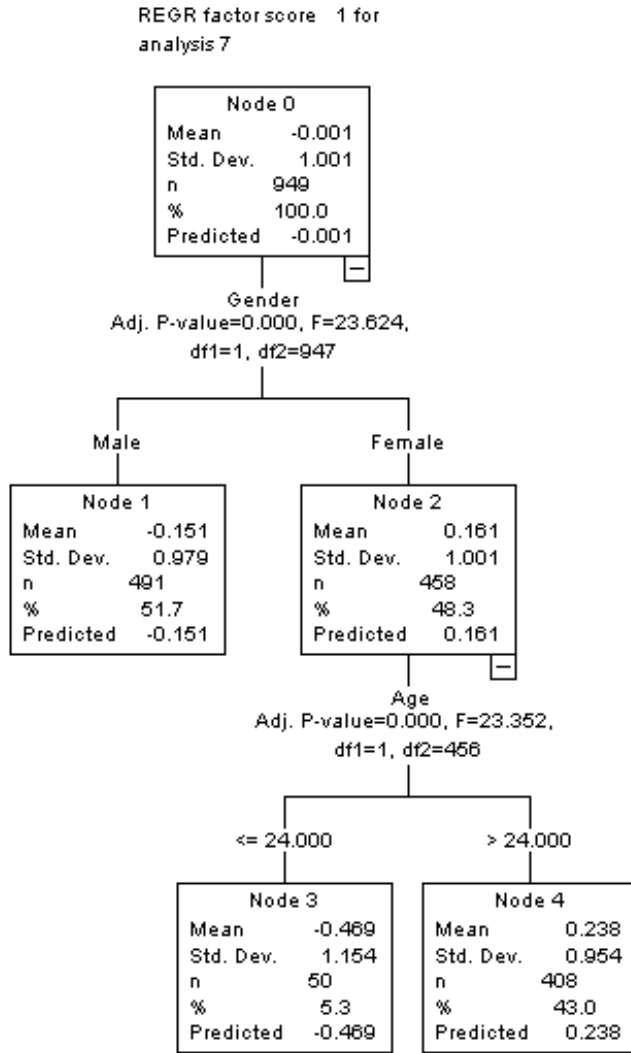 REGR factor score 1 for
analysis 7
Node 0
Mean -0.001
Std. Dev. 1.001
n 949
% 100.0
Predicted -0.001
Gender
Adj. P-value=0.000, F=23.624,
df1=1, df2=947
Male
Female
Node 1
Mean -0.151
Std. Dev. 0.979
n 491
% 51.7
Predicted -0.151
Node 2
Mean 0.161
Std. Dev. 1.001
n 458
% 48.3
Predicted 0.161
Age
Adj. P-value=0.000, F=23.352,
df1=1, df2=456
<= 24.000
> 24.000
Node 3
Mean -0.469
Std. Dev. 1.154
n 50
% 5.3
Predicted -0.469
Node 4
Mean 0.238
Std. Dev. 0.954
n 408
% 43.0
Predicted 0.238